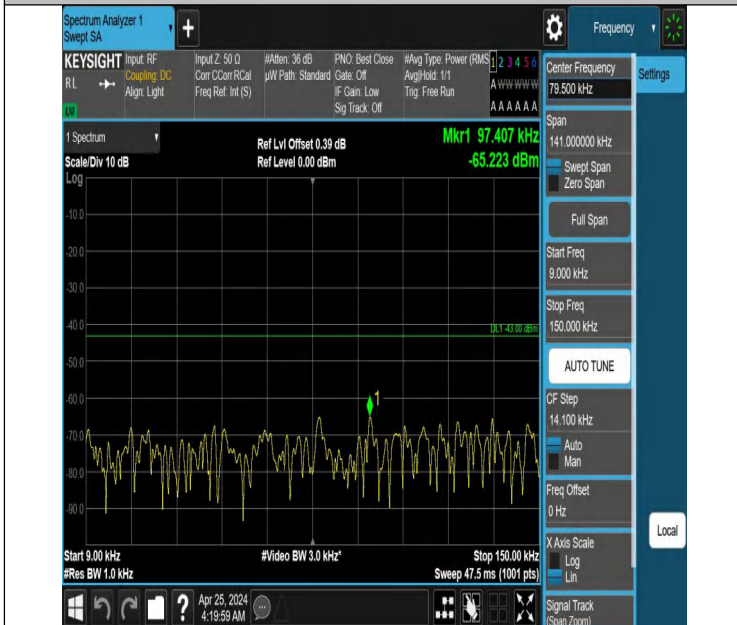 Spectrum Analyzer 1
Swept SA
Frequency
KEYSIGHT
RL
LXI
Input: RF
Coupling: DC
Align: Light
Input Z: 50 Ω
Corr CCorr RCal
Freq Ref: Int (S)
#Atten: 36 dB
µW Path: Standard
PNO: Best Close
Gate: Off
IF Gain: Low
Sig Track: Off
#Avg Type: Power (RMS
Avg|Hold: 1/1
Trig: Free Run
1 2 3 4 5 6
A W W W W W
A A A A A A
1 Spectrum
Scale/Div 10 dB
Log
Ref Lvl Offset 0.39 dB
Ref Level 0.00 dBm
Mkr1 97.407 kHz
-65.223 dBm
-10.0
-20.0
-30.0
-40.0
DL1 -43.00 dBm
-50.0
-60.0
1
-70.0
-80.0
-90.0
Start 9.00 kHz
#Res BW 1.0 kHz
#Video BW 3.0 kHz*
Stop 150.00 kHz
Sweep 47.5 ms (1001 pts)
?
Apr 25, 2024
4:19:59 AM
Center Frequency
79.500 kHz
Settings
Span
141.000000 kHz
Swept Span
Zero Span
Full Span
Start Freq
9.000 kHz
Stop Freq
150.000 kHz
AUTO TUNE
CF Step
14.100 kHz
Auto
Man
Freq Offset
0 Hz
X Axis Scale
Log
Lin
Signal Track
(Span Zoom)
Local